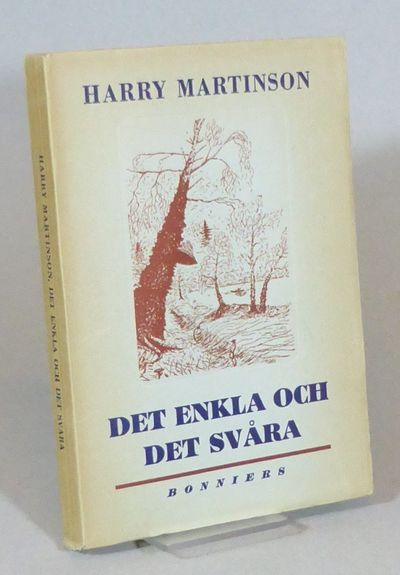 HARRY MARTINSON
DET ENKLA OCH
DET SVÅRA
BONNIERS
HARRY MARTINSON. DET ENKLA OCH DET SVÅRA